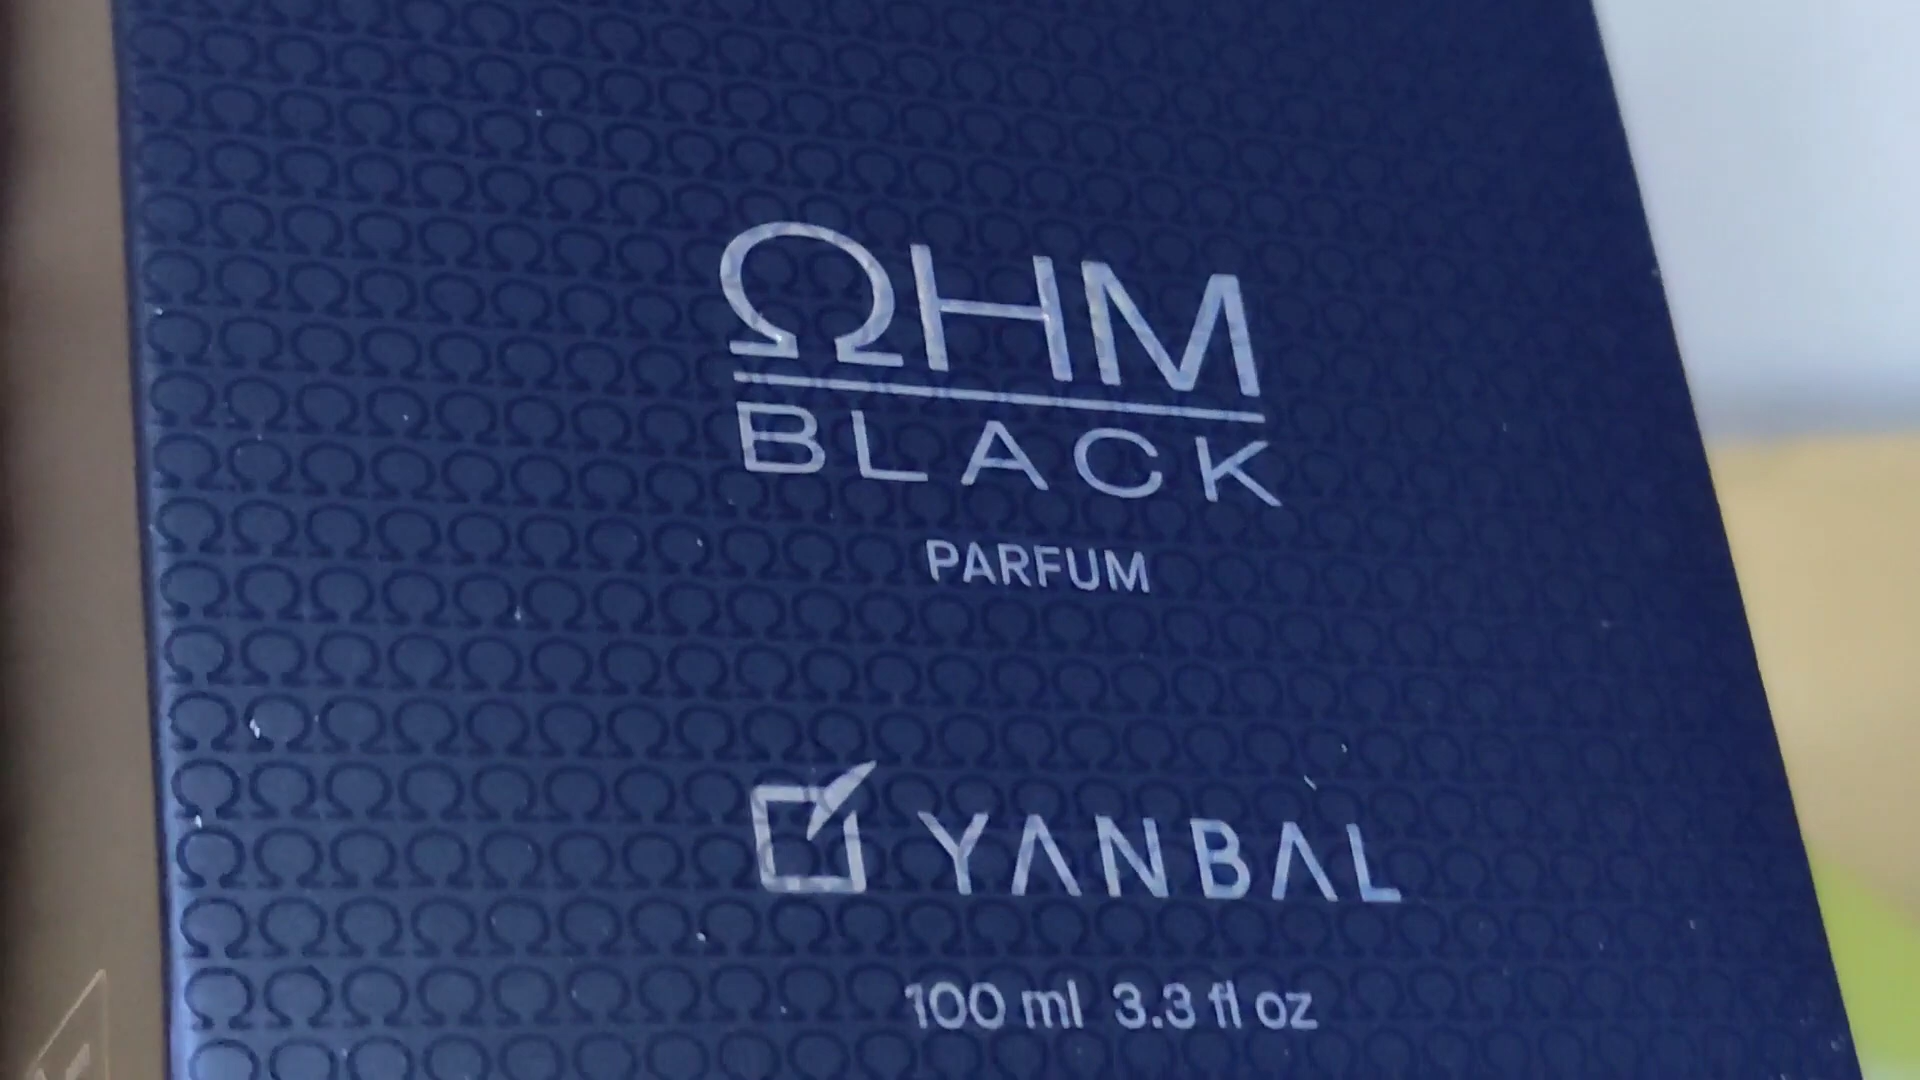 ΩHM
BLACK
PARFUM
YANBAL
100 ml 3.3 fl oz